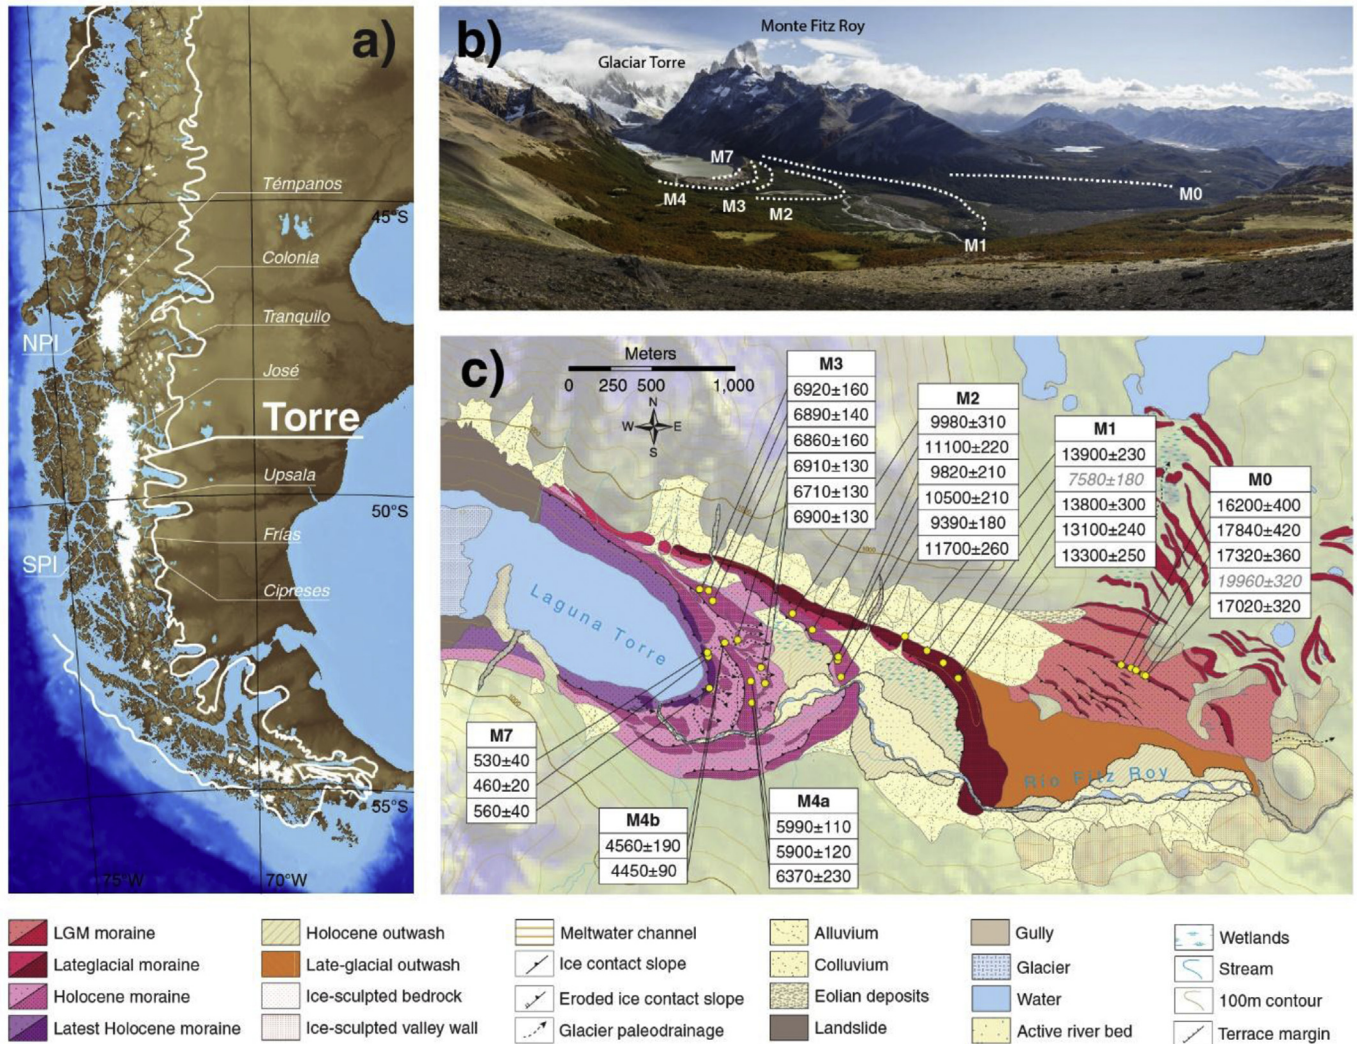 a)
Témpanos
45°S
Colonia
Tranquilo
NPI
José
Torre
Upsala
50°S
Frías
SPI
Cipreses
55°S
75°W
70°W
b)
Monte Fitz Roy
Glaciar Torre
M7
M4
M3
M2
M1
M0
c)
Meters
0 250 500 1,000
N
W E
S
M3
6920±160
6890±140
6860±160
6910±130
6710±130
6900±130
M2
9980±310
11100±220
9820±210
10500±210
9390±180
11700±260
M1
13900±230
7580±180
13800±300
13100±240
13300±250
M0
16200±400
17840±420
17320±360
19960±320
17020±320
Laguna Torre
Río Fitz Roy
M7
530±40
460±20
560±40
M4b
4560±190
4450±90
M4a
5990±110
5900±120
6370±230
LGM moraine
Lateglacial moraine
Holocene moraine
Latest Holocene moraine
Holocene outwash
Late-glacial outwash
Ice-sculpted bedrock
Ice-sculpted valley wall
Meltwater channel
Ice contact slope
Eroded ice contact slope
Glacier paleodrainage
Alluvium
Colluvium
Eolian deposits
Landslide
Gully
Glacier
Water
Active river bed
Wetlands
Stream
100m contour
Terrace margin